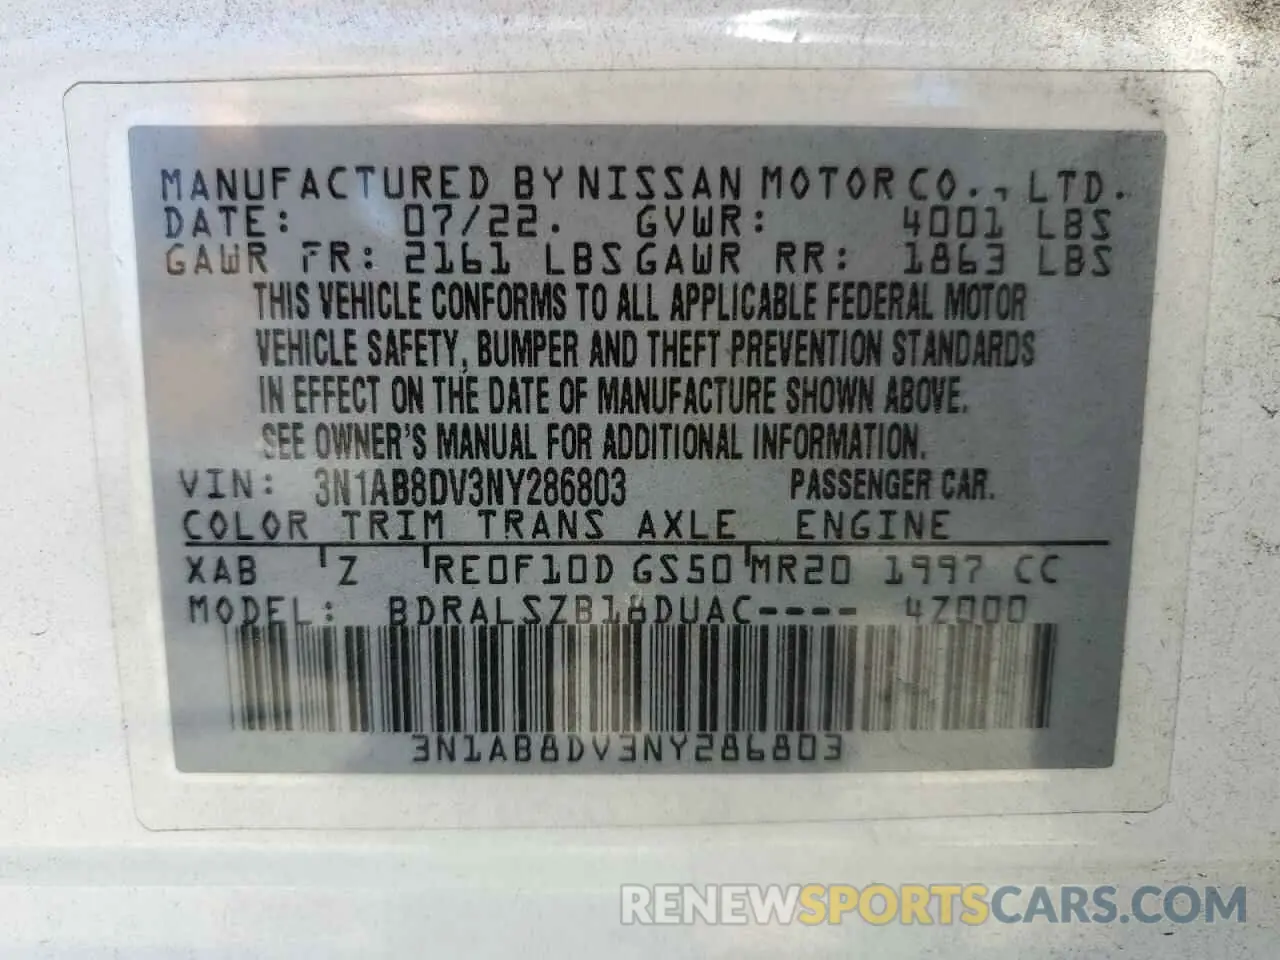 MANUFACTURED BY NISSAN MOTOR CO., LTD.
DATE: 07/22. GVWR: 4001 LBS
GAWR FR: 2161 LBS GAWR RR: 1863 LBS
THIS VEHICLE CONFORMS TO ALL APPLICABLE FEDERAL MOTOR
VEHICLE SAFETY, BUMPER AND THEFT PREVENTION STANDARDS
IN EFFECT ON THE DATE OF MANUFACTURE SHOWN ABOVE.
SEE OWNER'S MANUAL FOR ADDITIONAL INFORMATION.
VIN: 3N1AB8DV3NY286803 PASSENGER CAR.
COLOR TRIM TRANS AXLE ENGINE
XAB Z RE0F10D GS50 MR20 1997 CC
MODEL: BDRALSZB18DUAC---- 4Z000
3N1AB8DV3NY286803
RENEWSPORTSCARS.COM